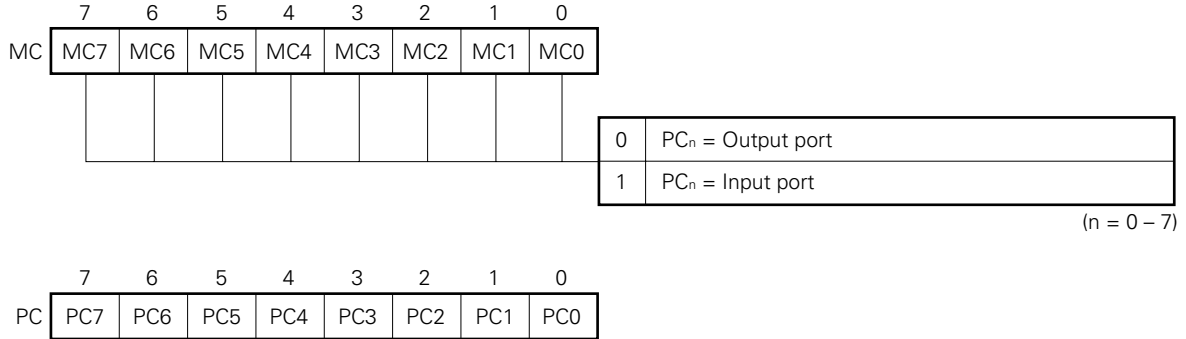 7 6 5 4 3 2 1 0
MC MC7 MC6 MC5 MC4 MC3 MC2 MC1 MC0
0 PCn = Output port
1 PCn = Input port
(n = 0 – 7)
7 6 5 4 3 2 1 0
PC PC7 PC6 PC5 PC4 PC3 PC2 PC1 PC0